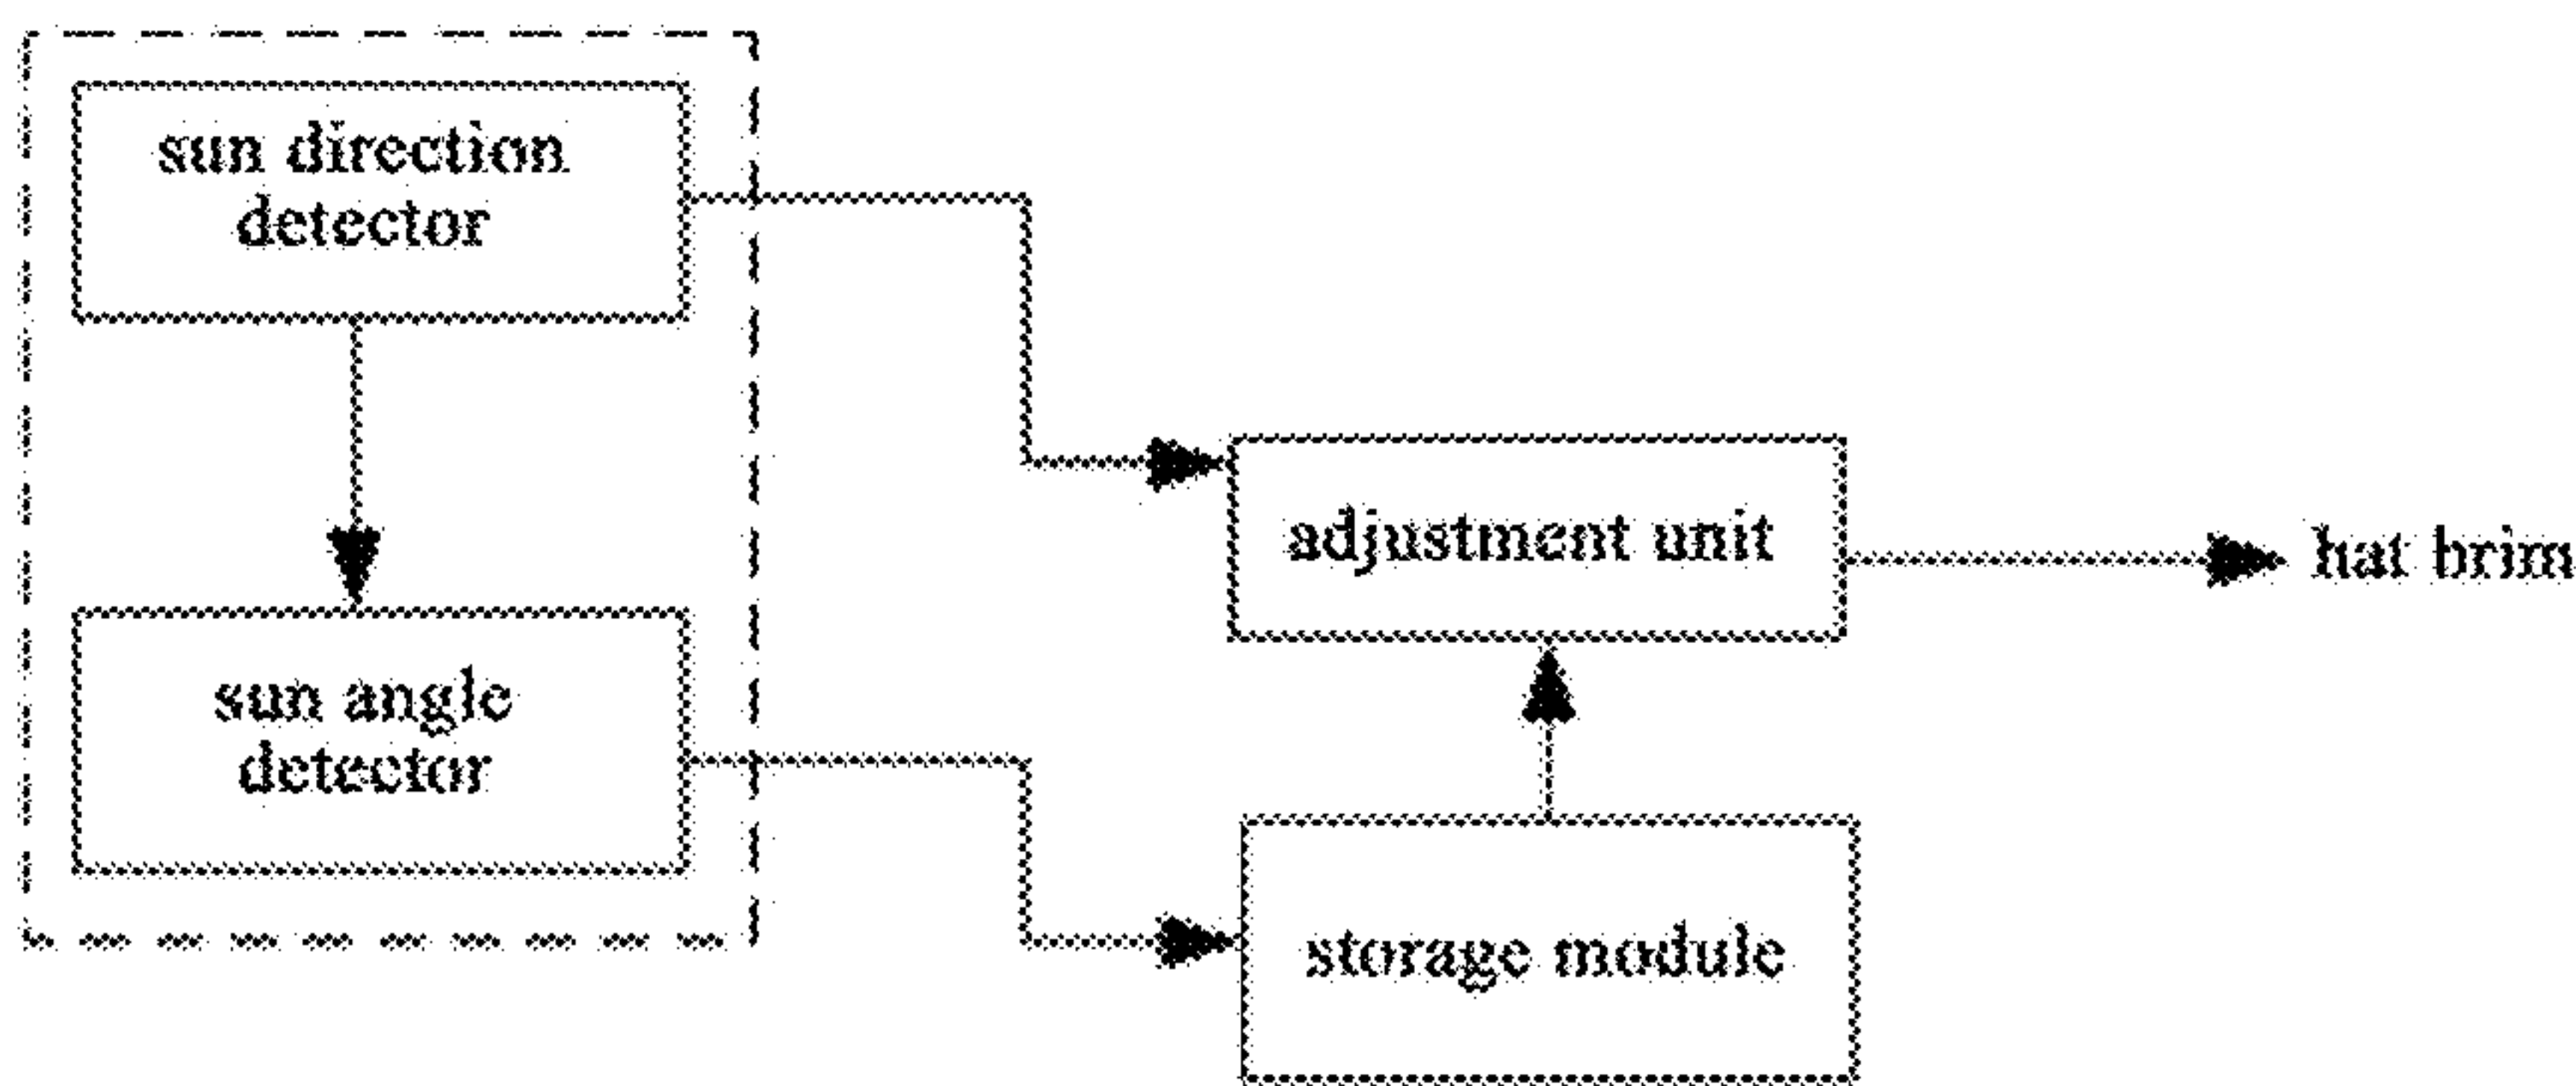 sun direction
detector
adjustment unit
hat brim
sun angle
detector
storage module